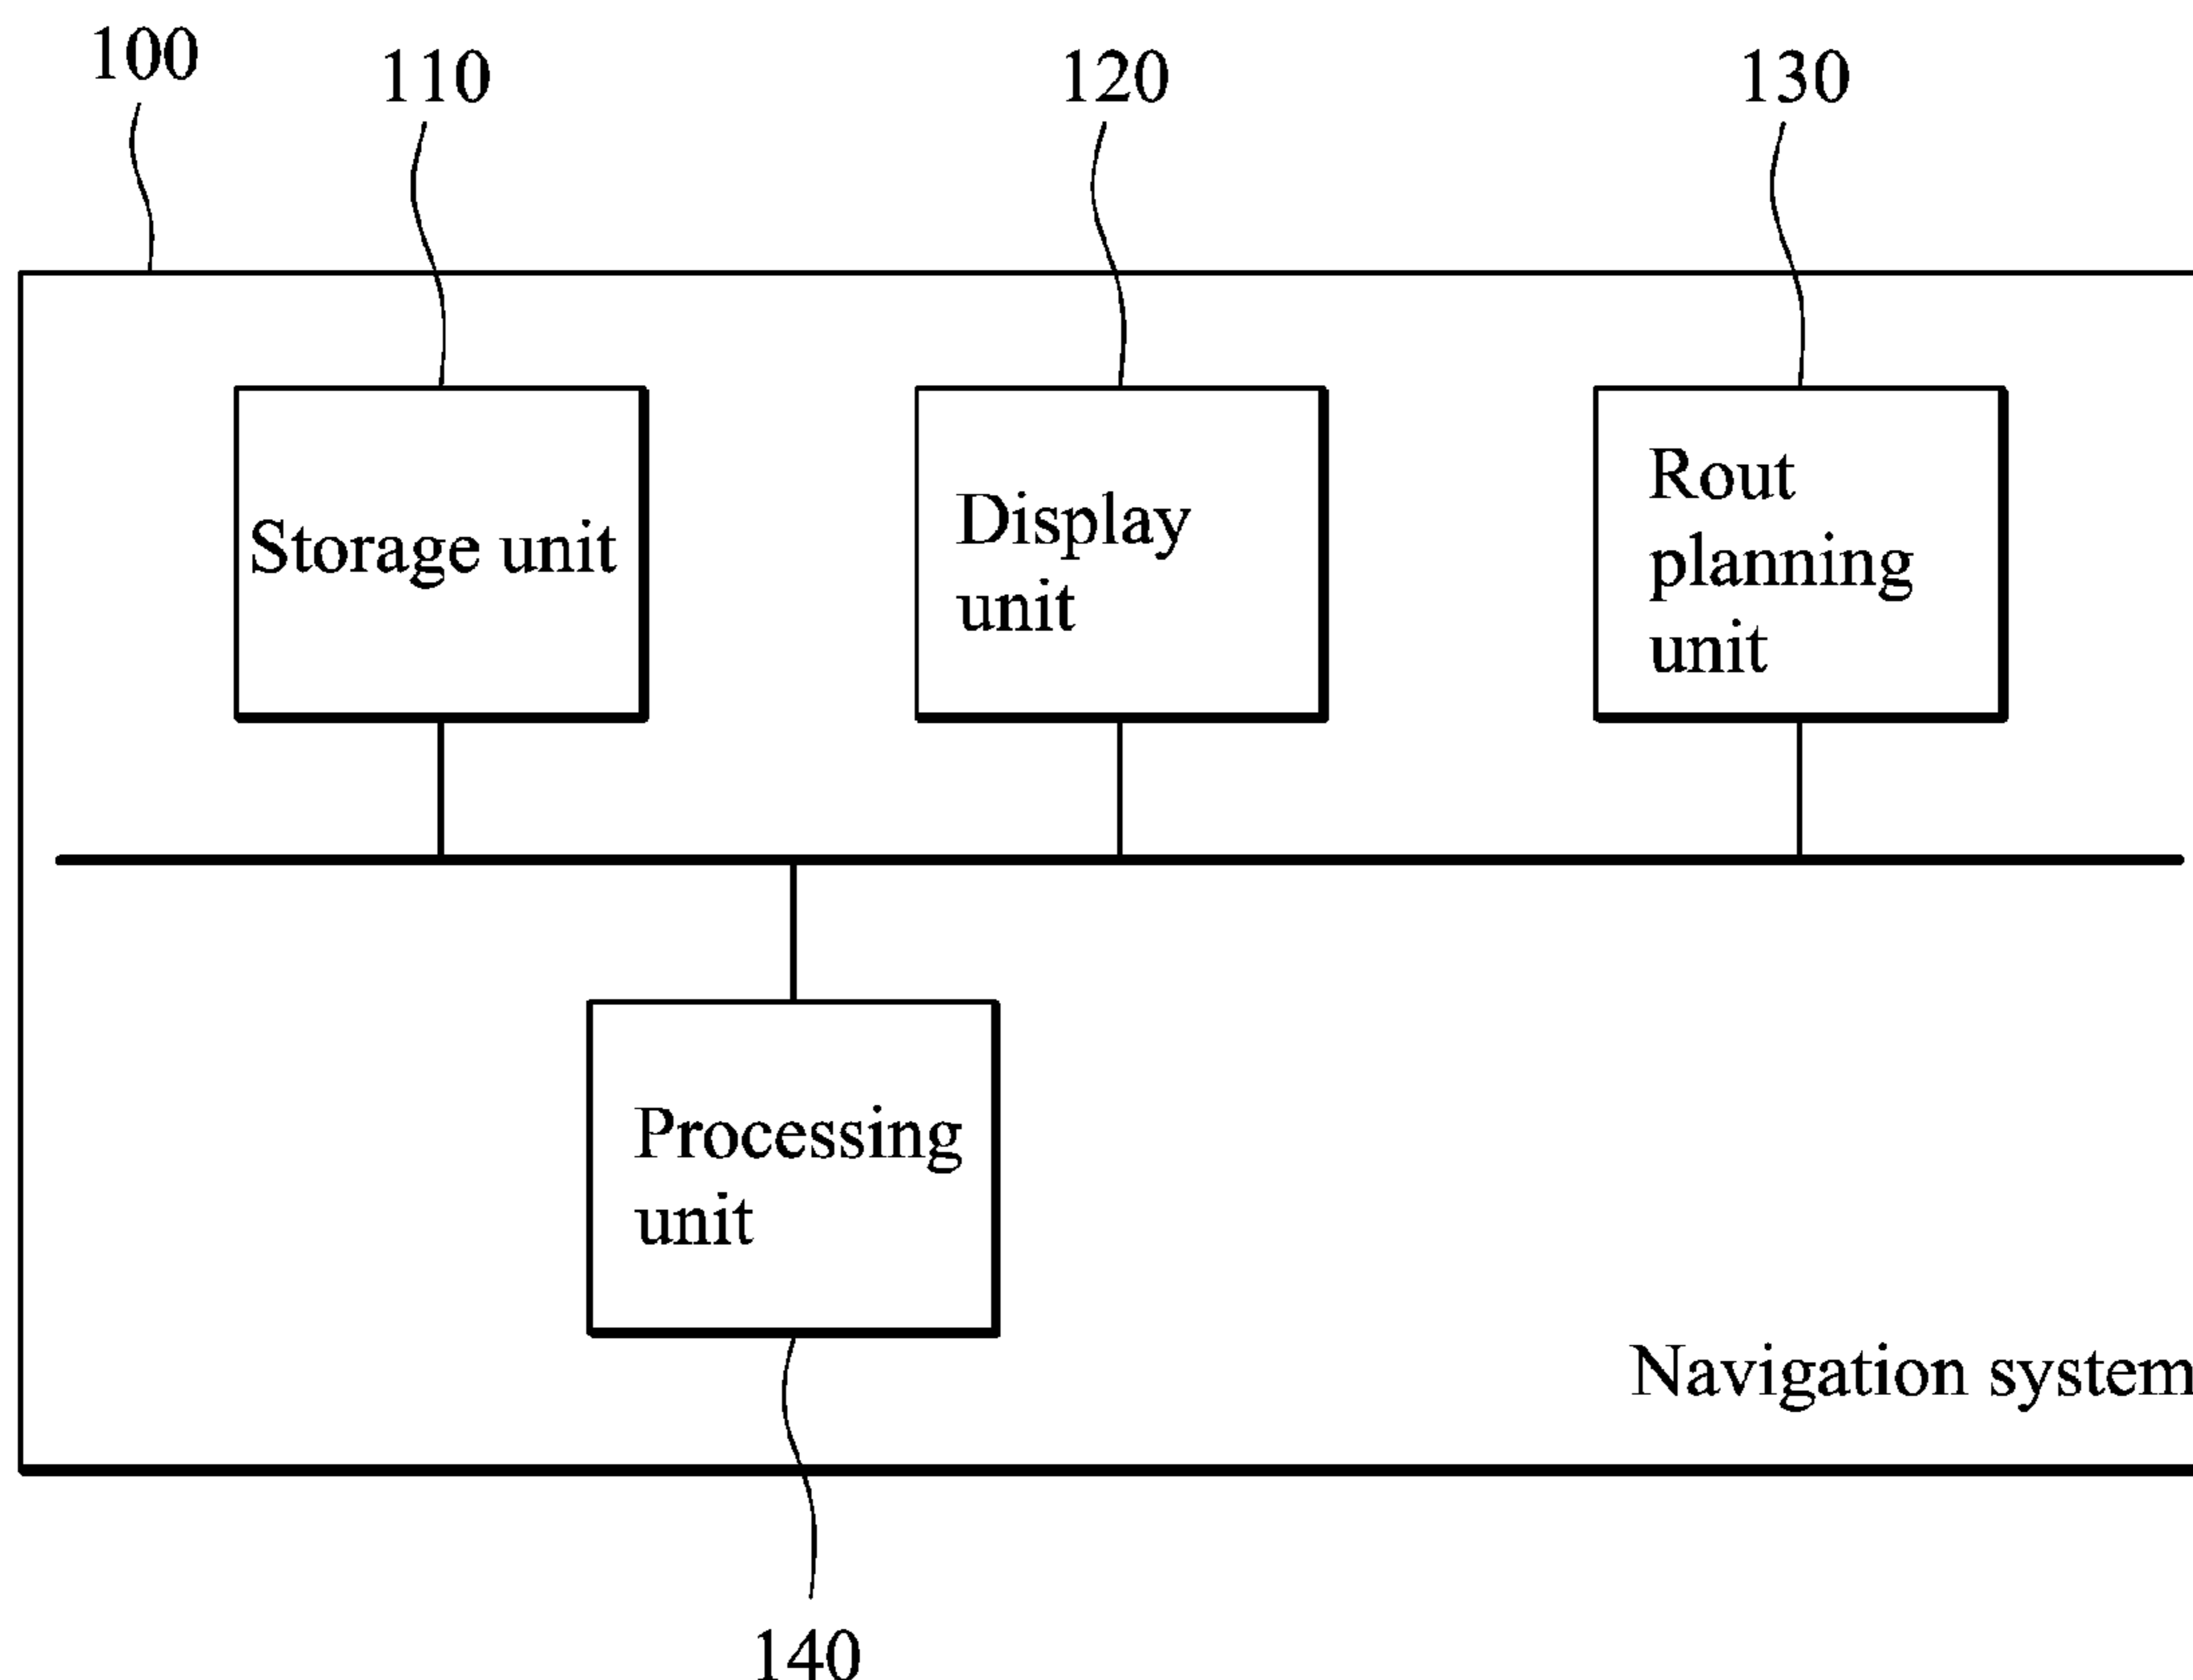 100
110
120
130
Storage unit
Display
unit
Rout
planning
unit
Processing
unit
Navigation system
140